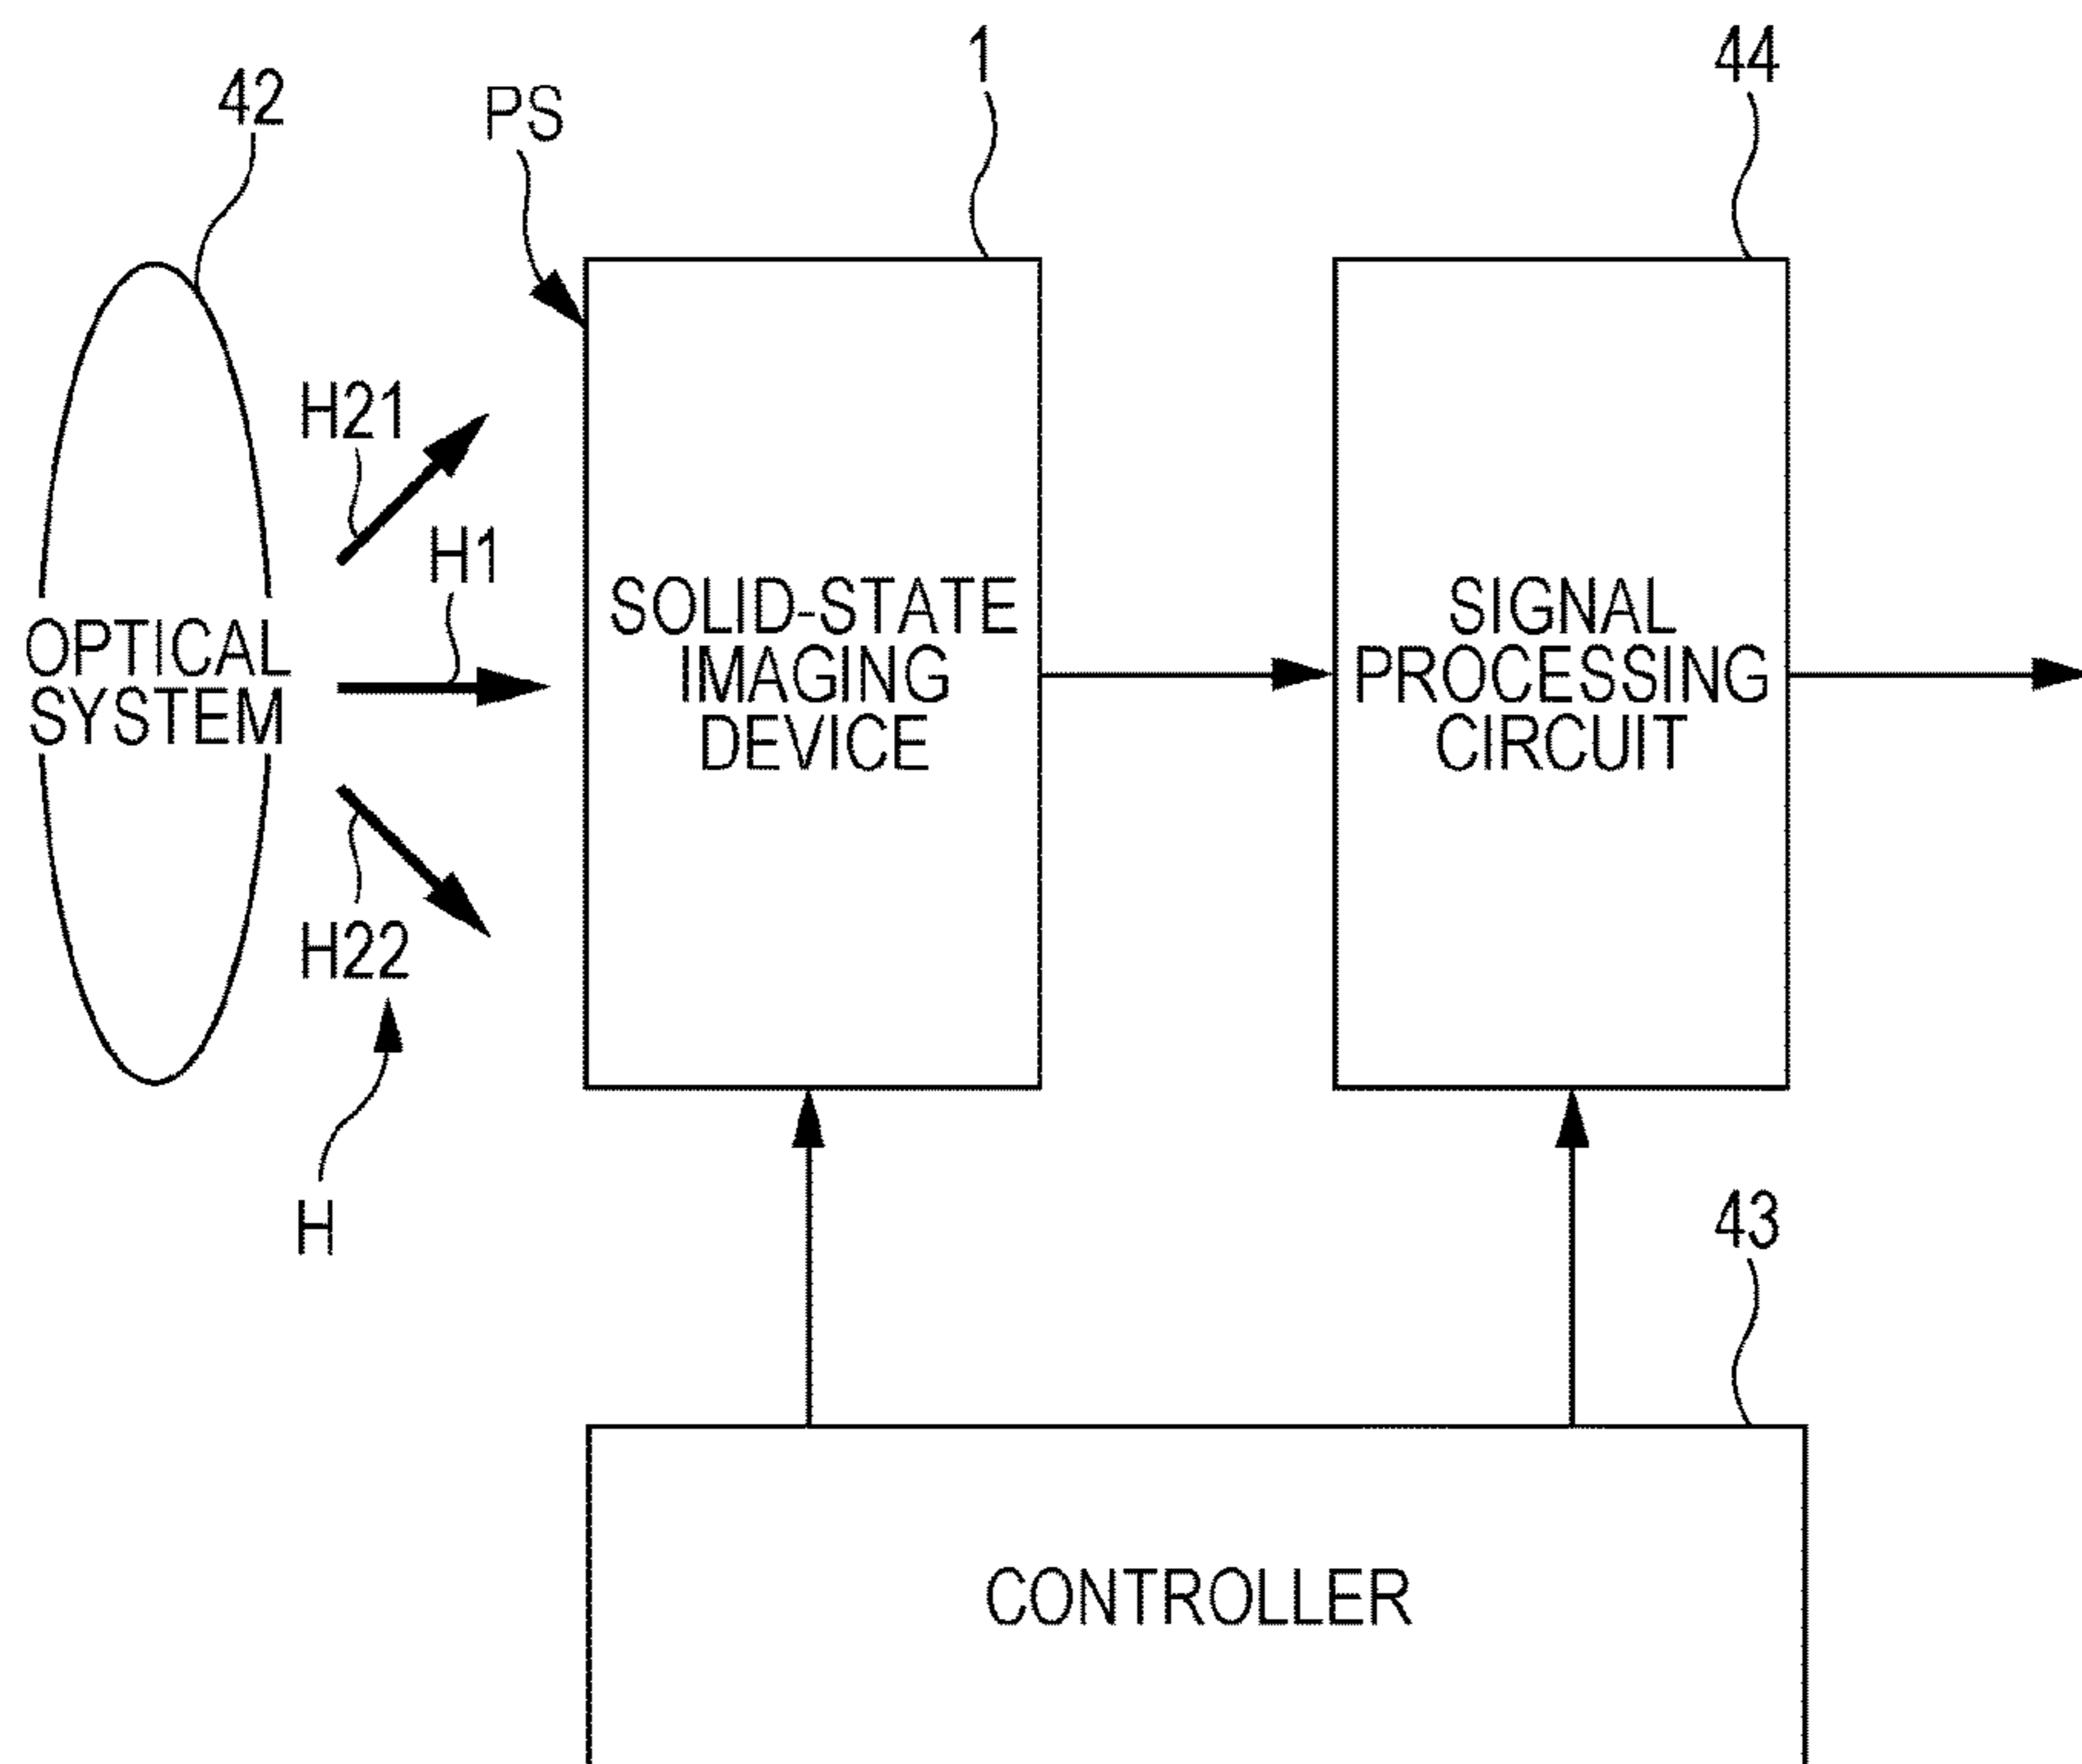 1
44
42
PS
H21
H1
SOLID-STATE
IMAGING
DEVICE
SIGNAL
PROCESSING
CIRCUIT
OPTICAL
SYSTEM
H22
H
43
CONTROLLER